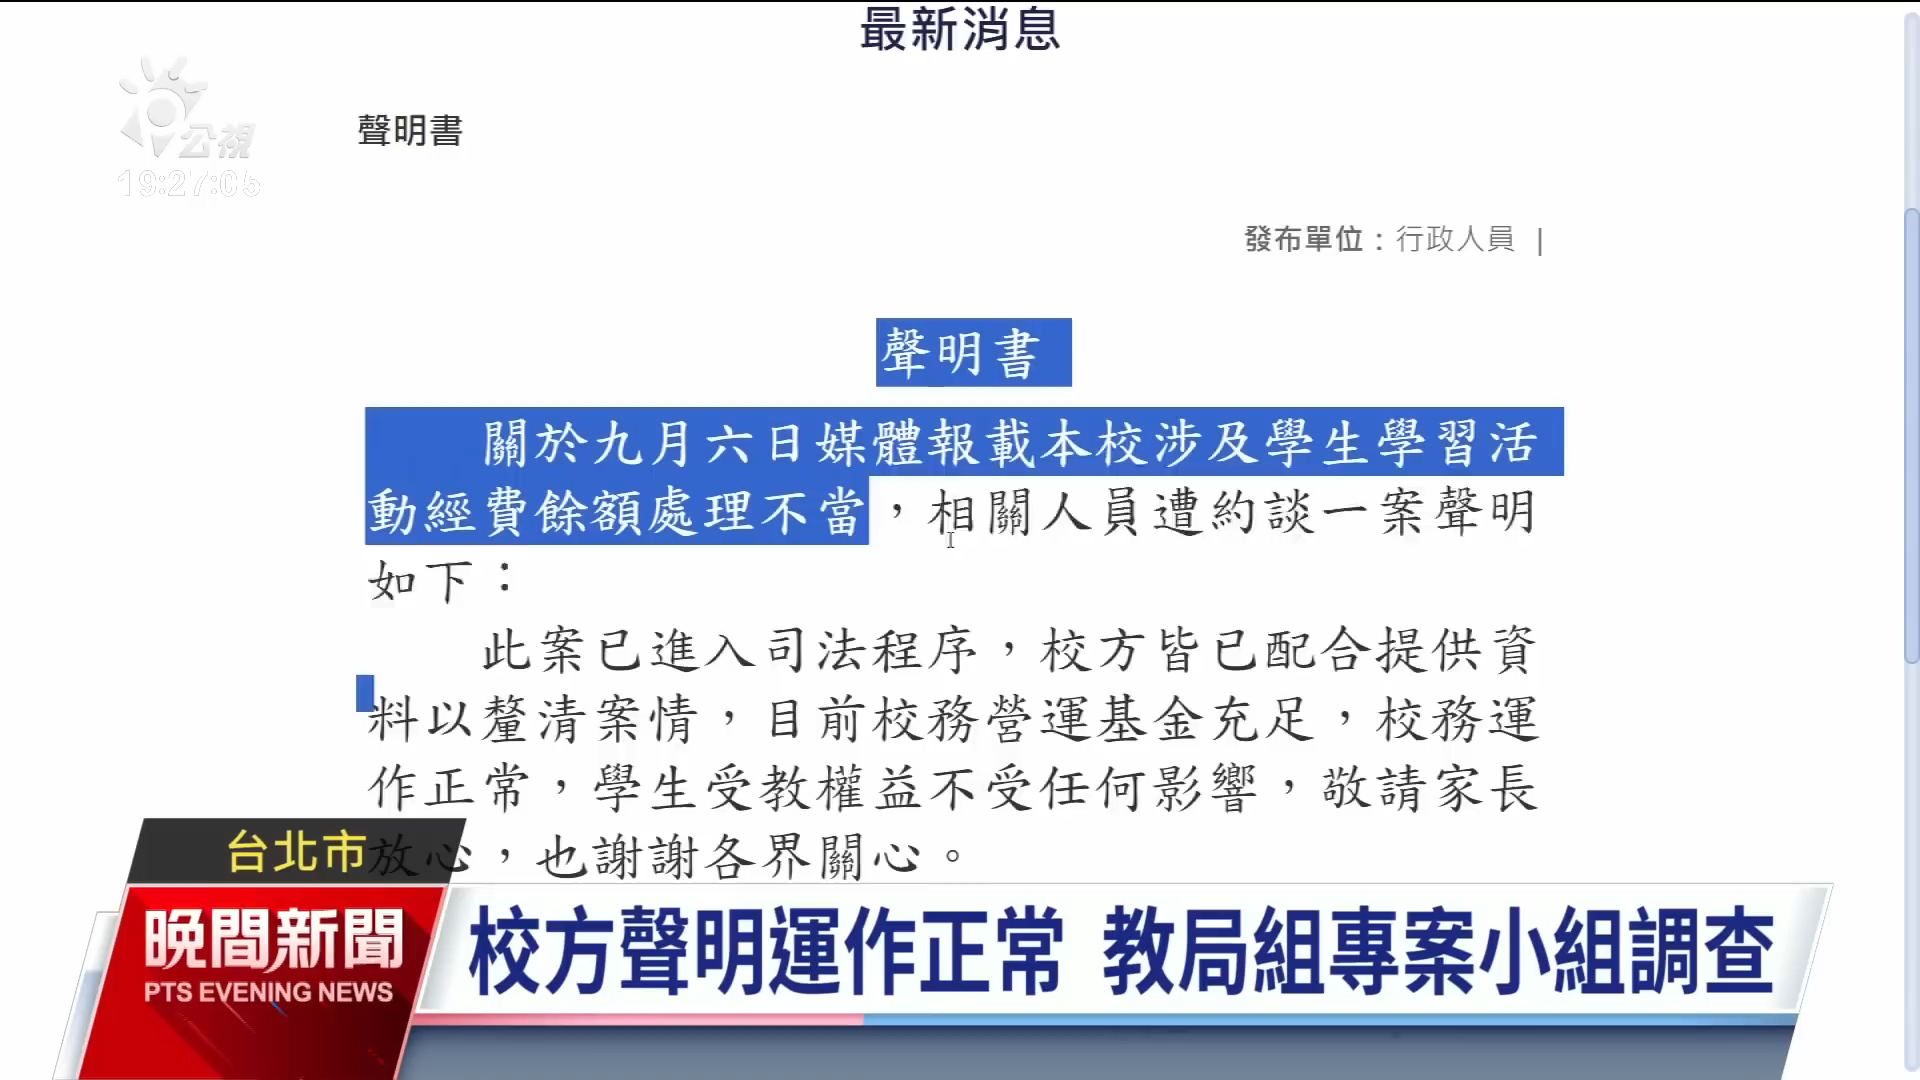 最新消息
公視
19:27:05
聲明書
發布單位：行政人員 |
聲明書
關於九月六日媒體報載本校涉及學生學習活
動經費餘額處理不當，相關人員遭約談一案聲明
如下：
此案已進入司法程序，校方皆已配合提供資
料以釐清案情，目前校務營運基金充足，校務運
作正常，學生受教權益不受任何影響，敬請家長
放心，也謝謝各界關心。
台北市
晚間新聞
PTS EVENING NEWS
校方聲明運作正常 教局組專案小組調查